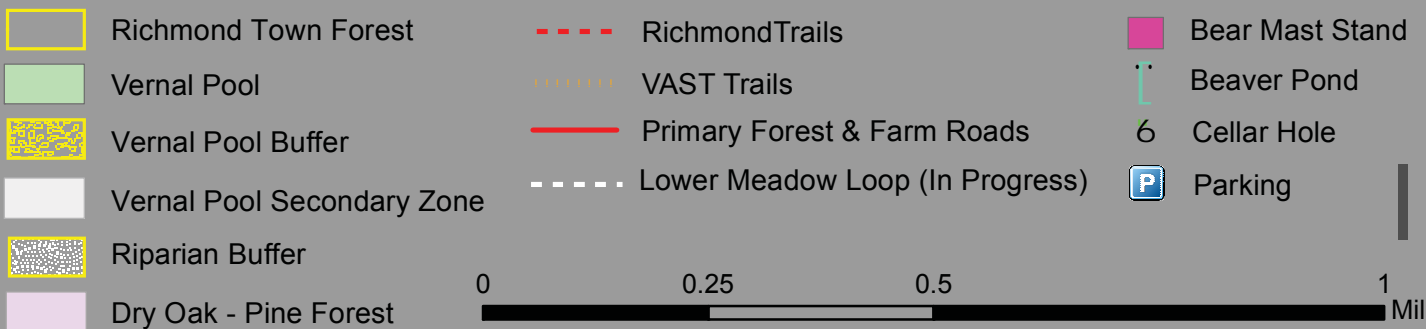 Richmond Town Forest
Vernal Pool
Vernal Pool Buffer
Vernal Pool Secondary Zone
Riparian Buffer
Dry Oak - Pine Forest
RichmondTrails
VAST Trails
Primary Forest & Farm Roads
Lower Meadow Loop (In Progress)
Bear Mast Stand
Beaver Pond
6 Cellar Hole
P Parking
0 0.25 0.5 1
Mil